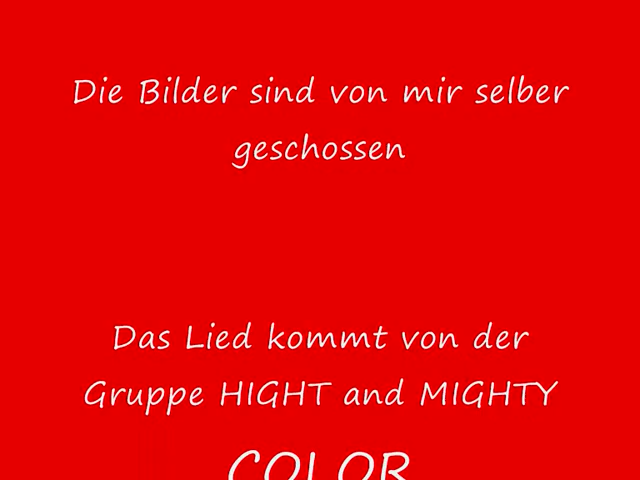 Die Bilder sind von mir selber
geschossen
Das Lied kommt von der
Gruppe HIGHT and MIGHTY
COLOR